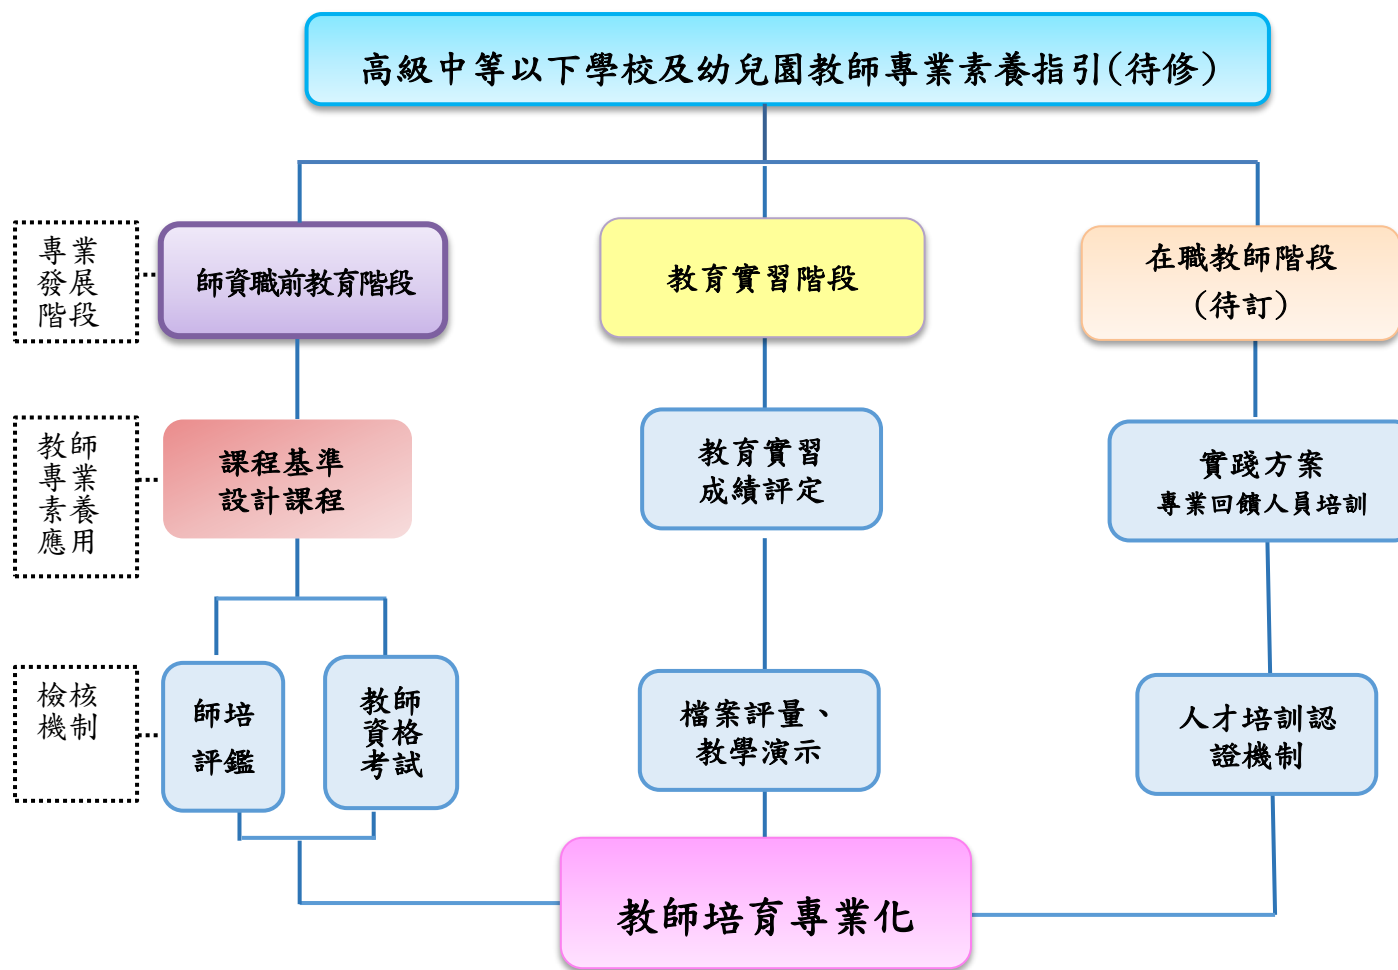 高級中等以下學校及幼兒園教師專業素養指引(待修)
專業
發展
階段
師資職前教育階段
教育實習階段
在職教師階段
(待訂)
教師
專業
素養
應用
課程基準
設計課程
教育實習
成績評定
實踐方案
專業回饋人員培訓
檢核
機制
師培
評鑑
教師
資格
考試
檔案評量、
教學演示
人才培訓認
證機制
教師培育專業化